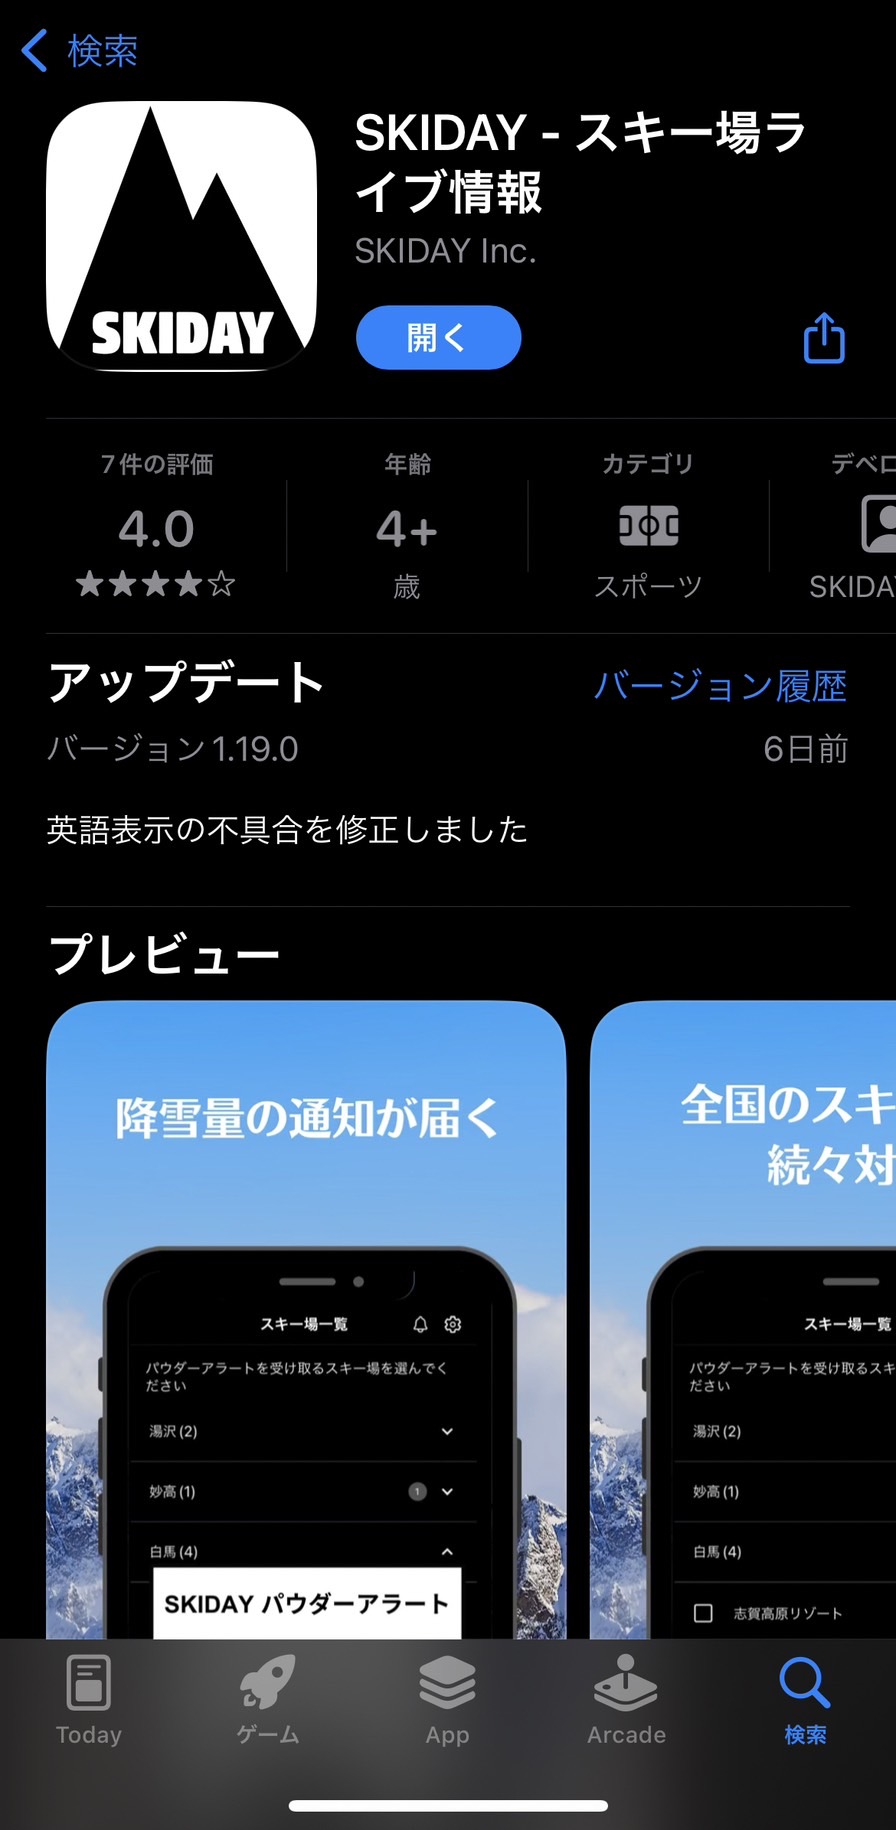 検索
SKIDAY
SKIDAY - スキー場ラ
イブ情報
SKIDAY Inc.
開く
7件の評価
4.0
★★★★☆
年齢
4+
歳
カテゴリ
スポーツ
デベロ
SKIDA
アップデート
バージョン履歴
バージョン 1.19.0
6日前
英語表示の不具合を修正しました
プレビュー
降雪量の通知が届く
スキー場一覧
パウダーアラートを受け取るスキー場を選んでく
ださい
湯沢 (2)
妙高 (1)
1
白馬 (4)
SKIDAY パウダーアラート
全国のスキ
続々対
スキー場一覧
パウダーアラートを受け取るスキ
ださい
湯沢 (2)
妙高 (1)
白馬 (4)
志賀高原リゾート
Today
ゲーム
App
Arcade
検索